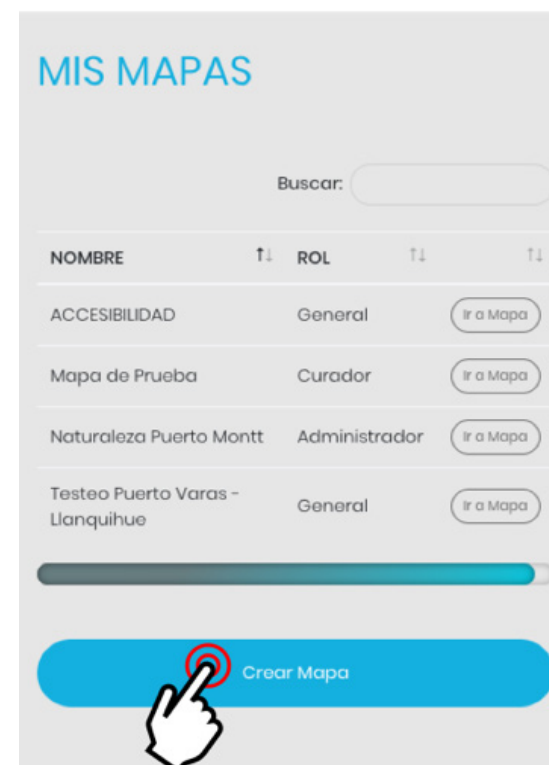 MIS MAPAS
Buscar:
NOMBRE ROL
ACCESIBILIDAD General Ir a Mapa
Mapa de Prueba Curador Ir a Mapa
Naturaleza Puerto Montt Administrador Ir a Mapa
Testeo Puerto Varas -
Llanquihue General Ir a Mapa
Crear Mapa